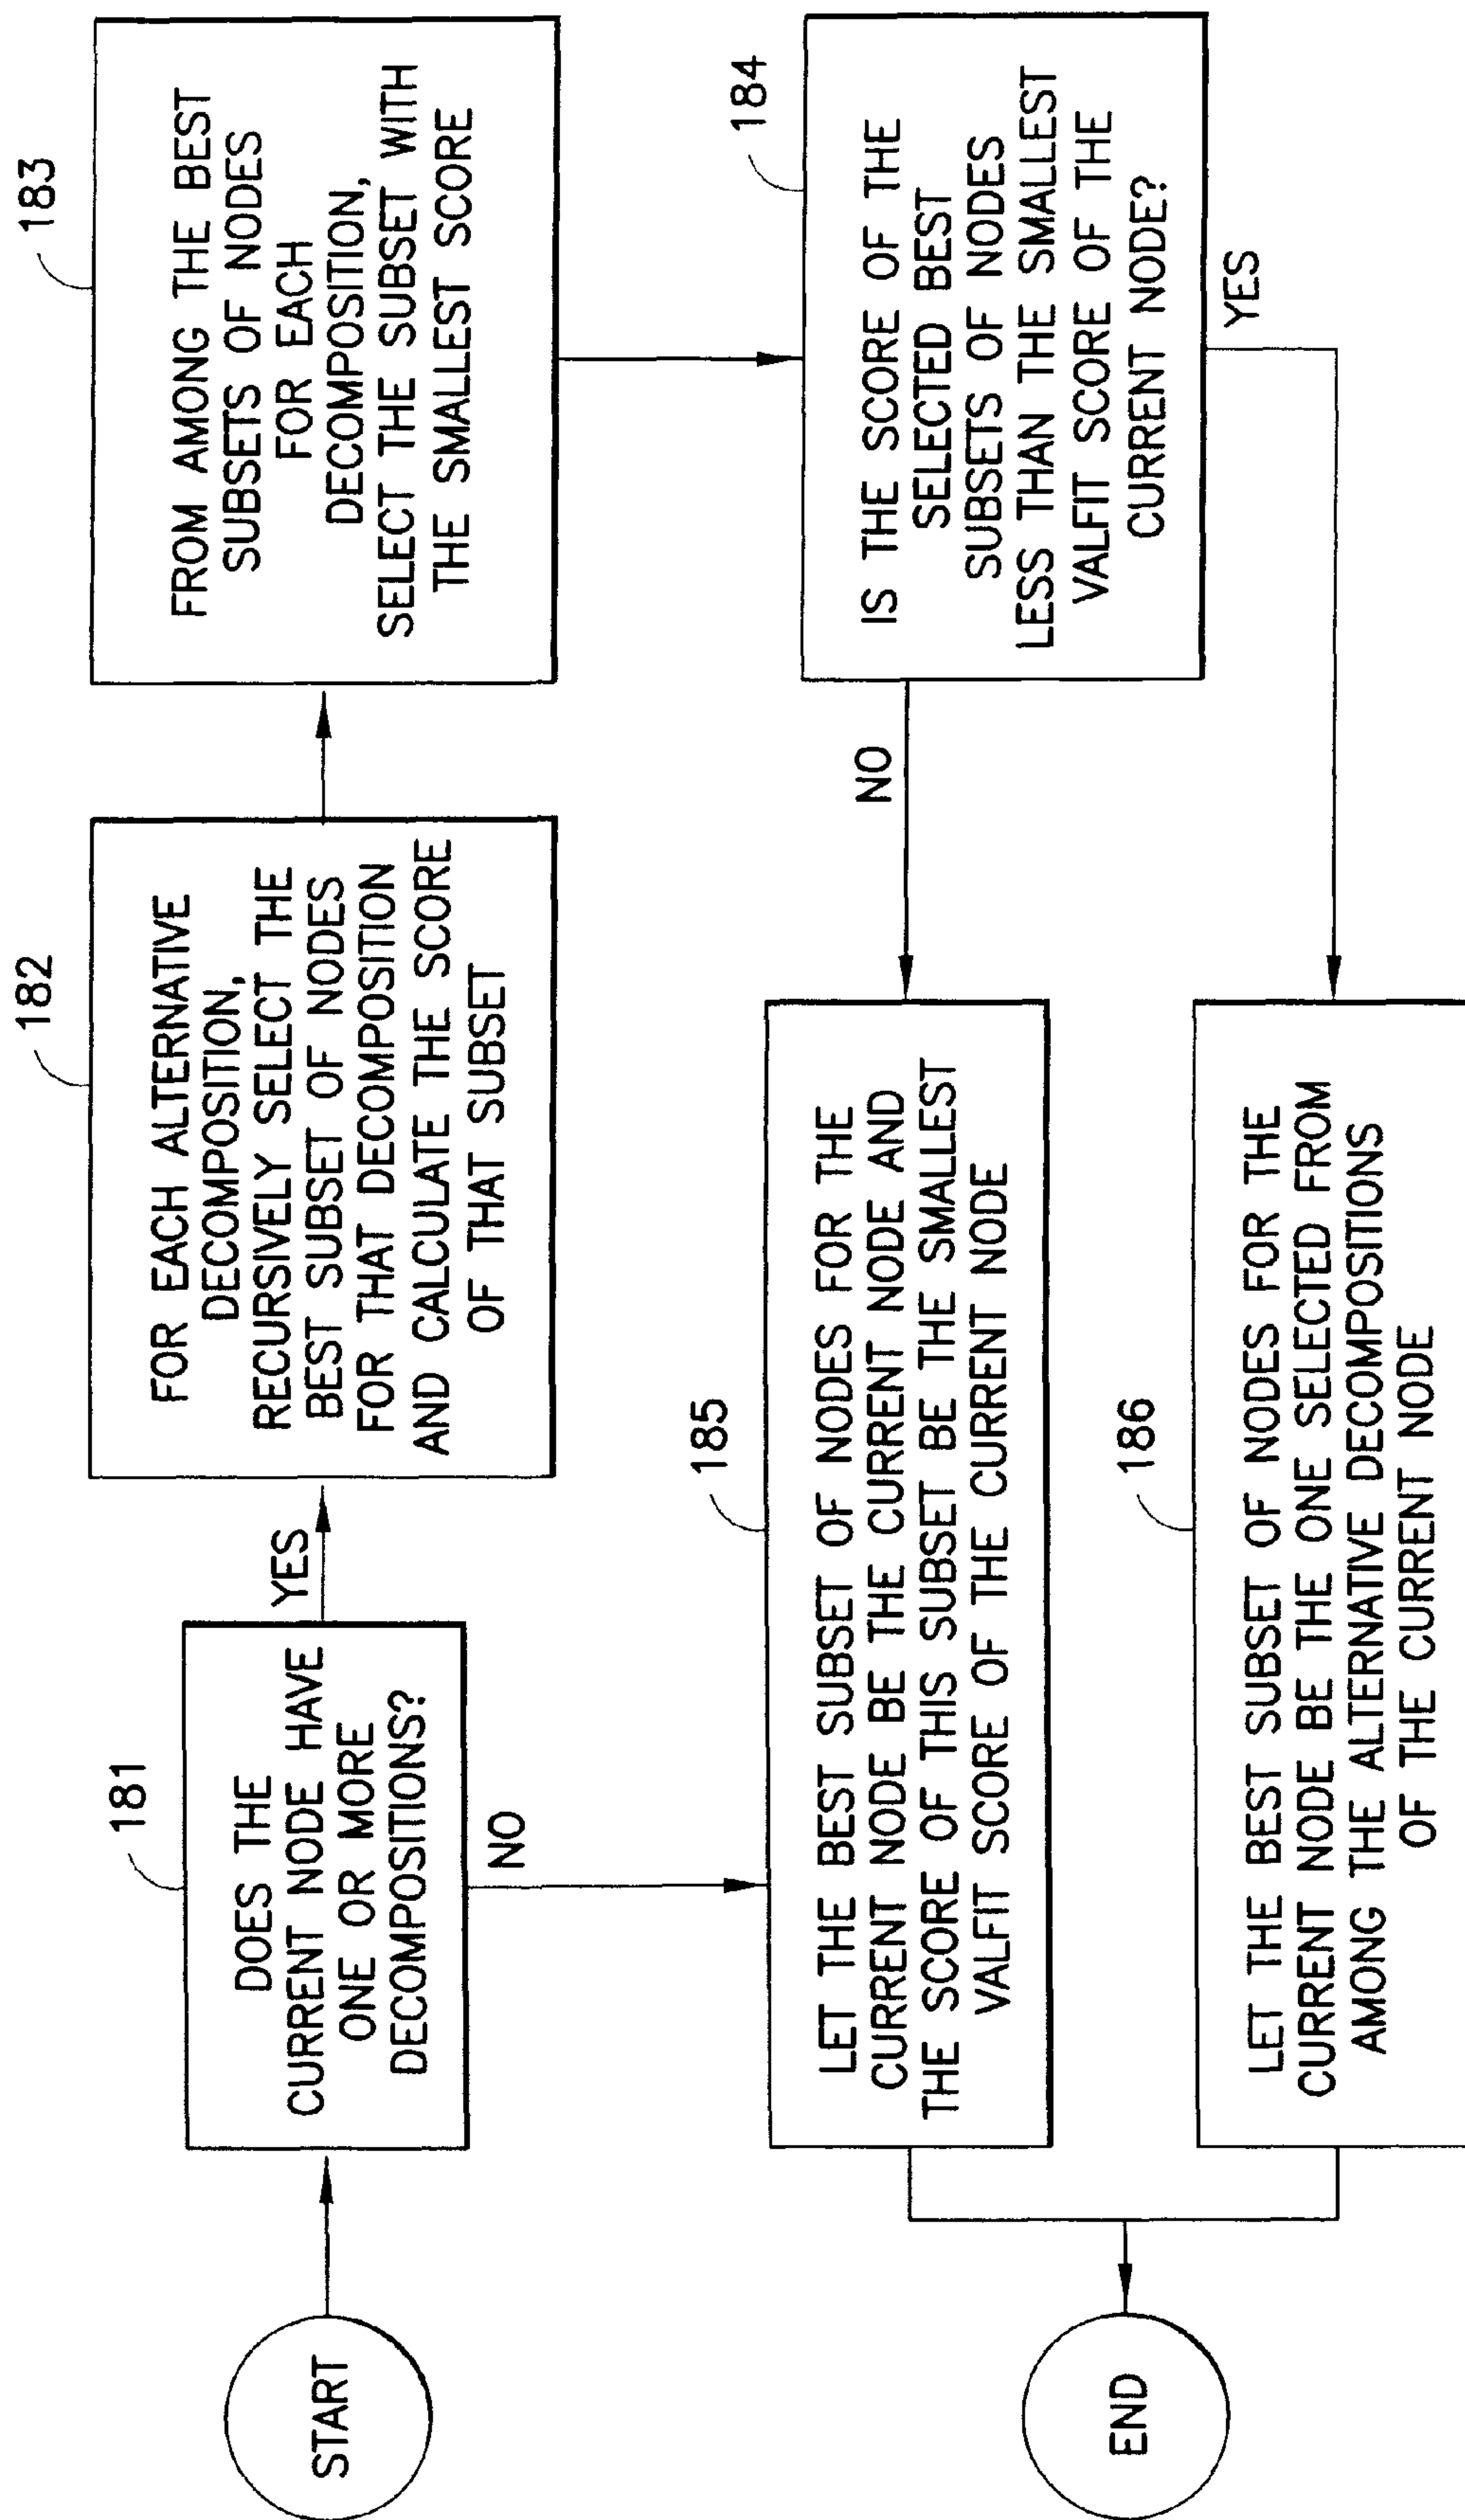 START
181
DOES THE
CURRENT NODE HAVE
ONE OR MORE
DECOMPOSITIONS?
YES
NO
182
FOR EACH ALTERNATIVE
DECOMPOSITION,
RECURSIVELY SELECT THE
BEST SUBSET OF NODES
FOR THAT DECOMPOSITION
AND CALCULATE THE SCORE
OF THAT SUBSET
183
FROM AMONG THE BEST
SUBSETS OF NODES
FOR EACH
DECOMPOSITION,
SELECT THE SUBSET WITH
THE SMALLEST SCORE
184
IS THE SCORE OF THE
SELECTED BEST
SUBSETS OF NODES
LESS THAN THE SMALLEST
VALFIT SCORE OF THE
CURRENT NODE?
NO
YES
185
LET THE BEST SUBSET OF NODES FOR THE
CURRENT NODE BE THE CURRENT NODE AND
THE SCORE OF THIS SUBSET BE THE SMALLEST
VALFIT SCORE OF THE CURRENT NODE
186
LET THE BEST SUBSET OF NODES FOR THE
CURRENT NODE BE THE ONE SELECTED FROM
AMONG THE ALTERNATIVE DECOMPOSITIONS
OF THE CURRENT NODE
END